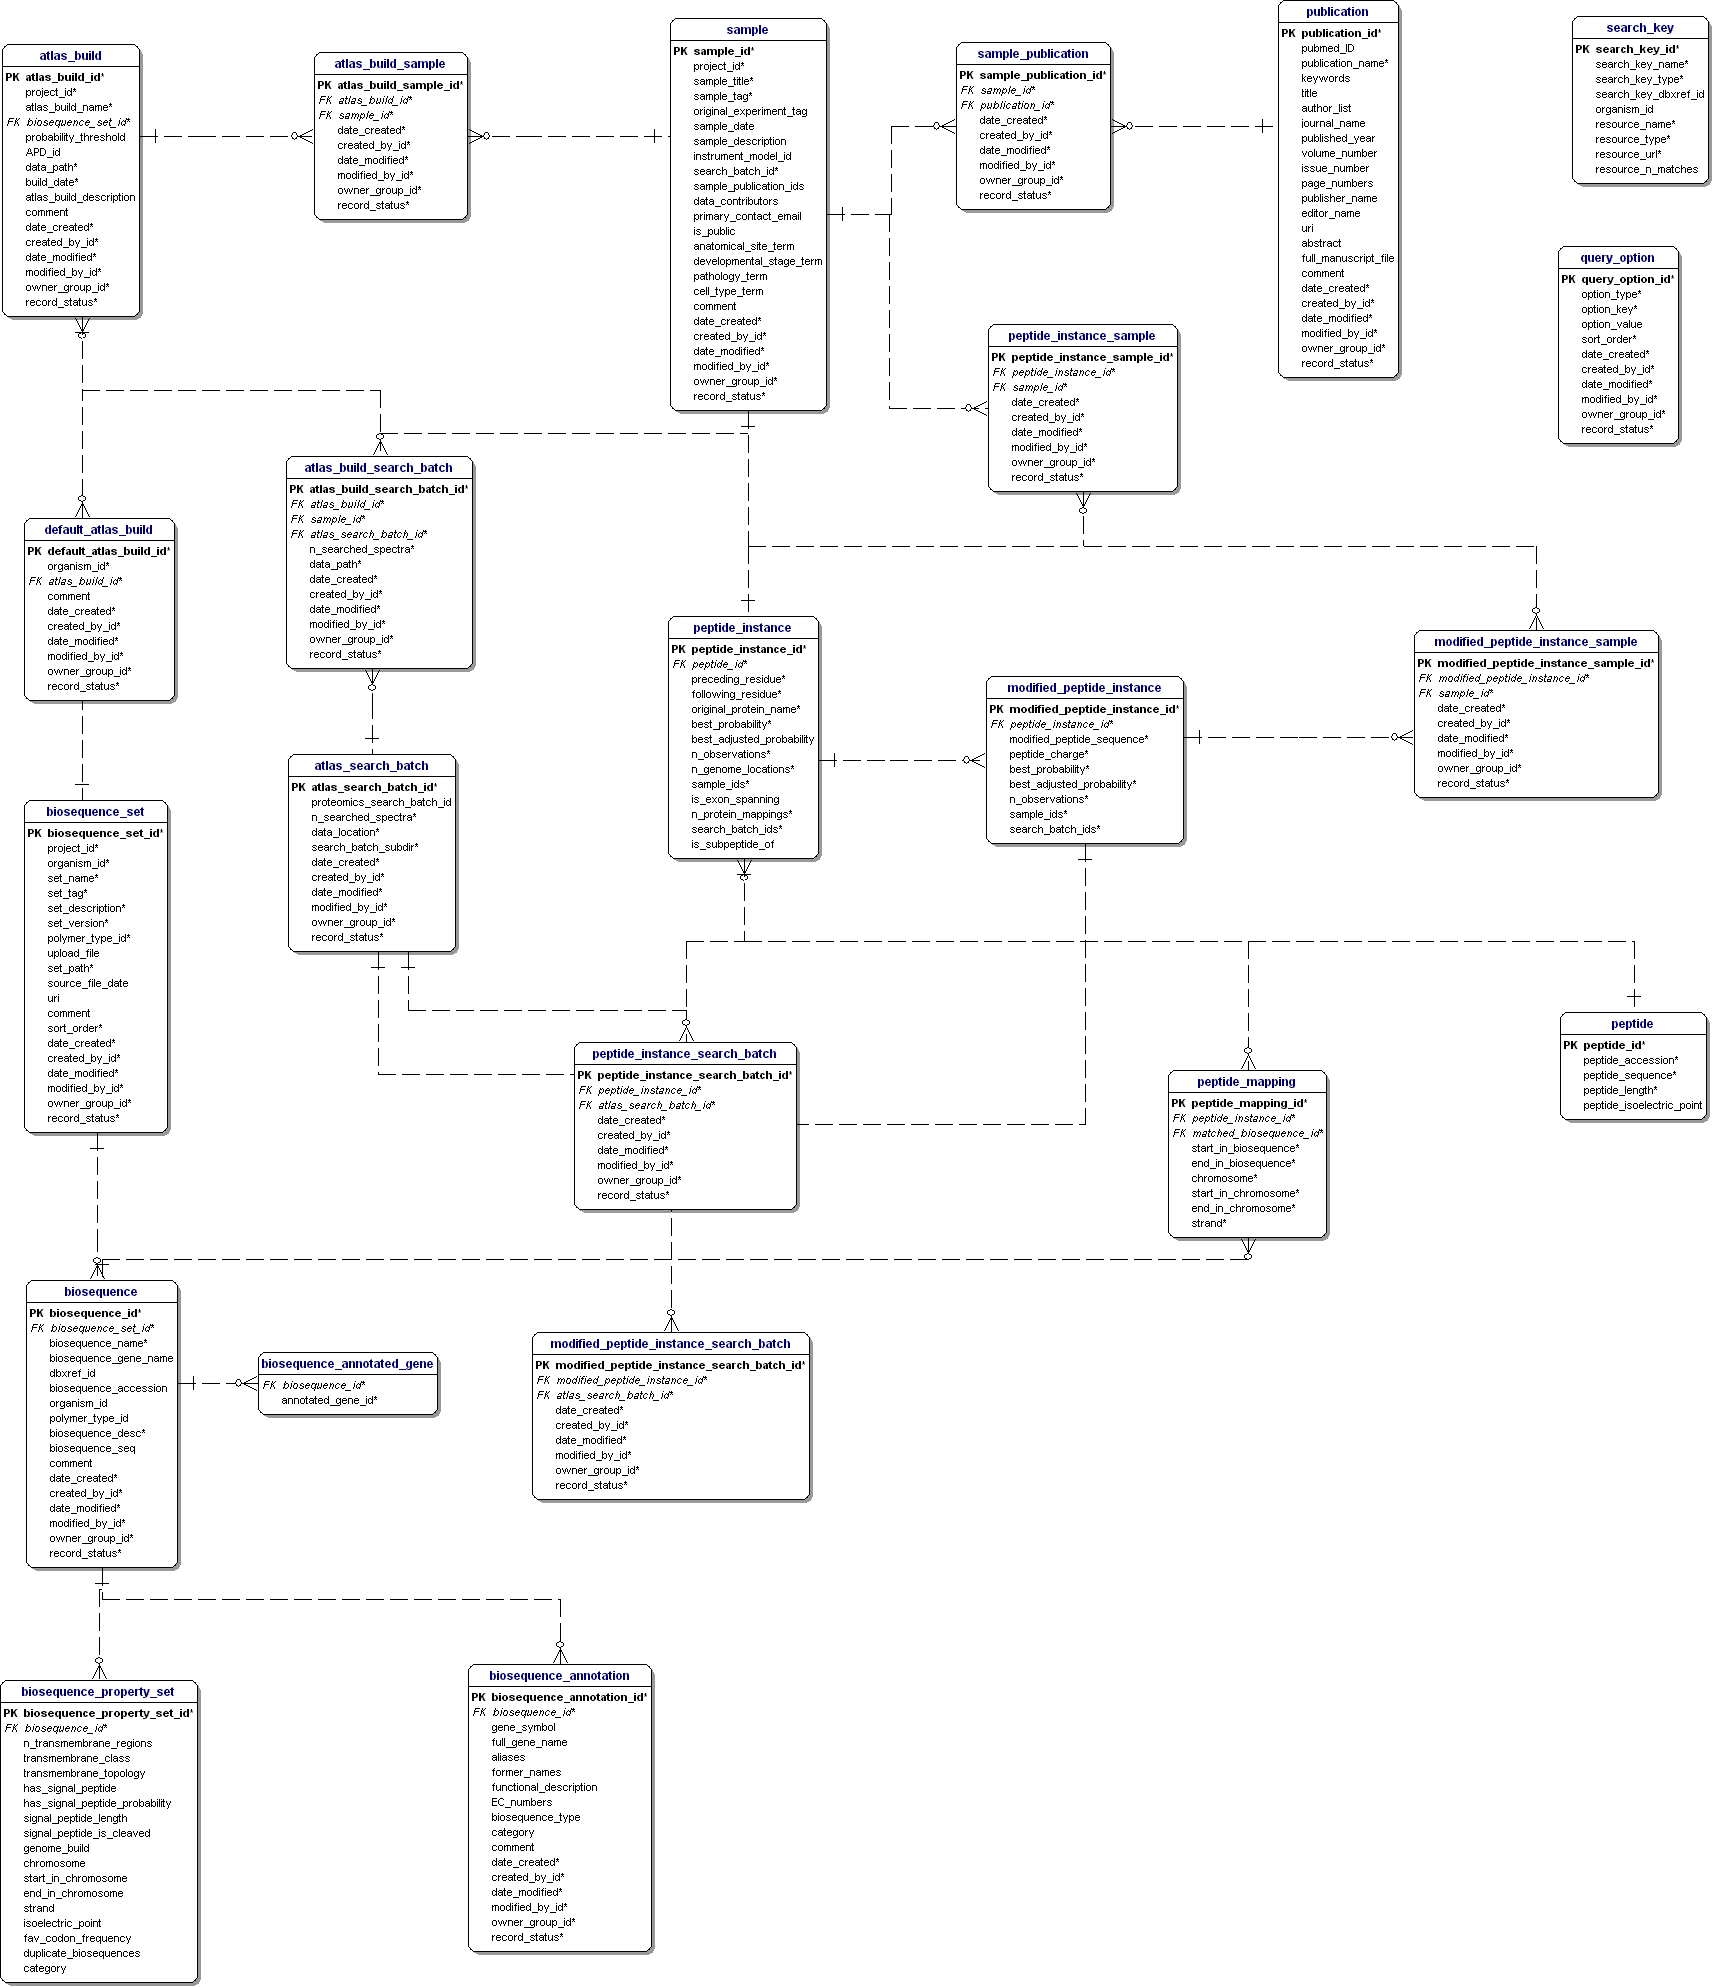 atlas_build
PK atlas_build_id*
project_id*
atlas_build_name*
FK biosequence_set_id*
probability_threshold
APD_id
data_path*
build_date*
atlas_build_description
comment
date_created*
created_by_id*
date_modified*
modified_by_id*
owner_group_id*
record_status*
atlas_build_sample
PK atlas_build_sample_id*
FK atlas_build_id*
FK sample_id*
date_created*
created_by_id*
date_modified*
modified_by_id*
owner_group_id*
record_status*
sample
PK sample_id*
project_id*
sample_title*
sample_tag*
original_experiment_tag
sample_date
sample_description
instrument_model_id
search_batch_id*
sample_publication_ids
data_contributors
primary_contact_email
is_public
anatomical_site_term
developmental_stage_term
pathology_term
cell_type_term
comment
date_created*
created_by_id*
date_modified*
modified_by_id*
owner_group_id*
record_status*
sample_publication
PK sample_publication_id*
FK sample_id*
FK publication_id*
date_created*
created_by_id*
date_modified*
modified_by_id*
owner_group_id*
record_status*
publication
PK publication_id*
pubmed_ID
publication_name*
keywords
title
author_list
journal_name
published_year
volume_number
issue_number
page_numbers
publisher_name
editor_name
uri
abstract
full_manuscript_file
comment
date_created*
created_by_id*
date_modified*
modified_by_id*
owner_group_id*
record_status*
search_key
PK search_key_id*
search_key_name*
search_key_type*
search_key_dbxref_id
organism_id
resource_name*
resource_type*
resource_url*
resource_n_matches
query_option
PK query_option_id*
option_type*
option_key*
option_value
sort_order*
date_created*
created_by_id*
date_modified*
modified_by_id*
owner_group_id*
record_status*
peptide_instance_sample
PK peptide_instance_sample_id*
FK peptide_instance_id*
FK sample_id*
date_created*
created_by_id*
date_modified*
modified_by_id*
owner_group_id*
record_status*
default_atlas_build
PK default_atlas_build_id*
organism_id*
FK atlas_build_id*
comment
date_created*
created_by_id*
date_modified*
modified_by_id*
owner_group_id*
record_status*
atlas_build_search_batch
PK atlas_build_search_batch_id*
FK atlas_build_id*
FK sample_id*
FK atlas_search_batch_id*
n_searched_spectra*
data_path*
date_created*
created_by_id*
date_modified*
modified_by_id*
owner_group_id*
record_status*
peptide_instance
PK peptide_instance_id*
FK peptide_id*
preceding_residue*
following_residue*
original_protein_name*
best_probability*
best_adjusted_probability
n_observations*
n_genome_locations*
sample_ids*
is_exon_spanning
n_protein_mappings*
search_batch_ids*
is_subpeptide_of
modified_peptide_instance
PK modified_peptide_instance_id*
FK peptide_instance_id*
modified_peptide_sequence*
peptide_charge*
best_probability*
best_adjusted_probability*
n_observations*
sample_ids*
search_batch_ids*
modified_peptide_instance_sample
PK modified_peptide_instance_sample_id*
FK modified_peptide_instance_id*
FK sample_id*
date_created*
created_by_id*
date_modified*
modified_by_id*
owner_group_id*
record_status*
atlas_search_batch
PK atlas_search_batch_id*
proteomics_search_batch_id
n_searched_spectra*
data_location*
search_batch_subdir*
date_created*
created_by_id*
date_modified*
modified_by_id*
owner_group_id*
record_status*
biosequence_set
PK biosequence_set_id*
project_id*
organism_id*
set_name*
set_tag*
set_description*
set_version*
polymer_type_id*
upload_file
set_path*
source_file_date
uri
comment
sort_order*
date_created*
created_by_id*
date_modified*
modified_by_id*
owner_group_id*
record_status*
peptide_instance_search_batch
PK peptide_instance_search_batch_id*
FK peptide_instance_id*
FK atlas_search_batch_id*
date_created*
created_by_id*
date_modified*
modified_by_id*
owner_group_id*
record_status*
peptide_mapping
PK peptide_mapping_id*
FK peptide_instance_id*
FK matched_biosequence_id*
start_in_biosequence*
end_in_biosequence*
chromosome*
start_in_chromosome*
end_in_chromosome*
strand*
peptide
PK peptide_id*
peptide_accession*
peptide_sequence*
peptide_length*
peptide_isoelectric_point
biosequence
PK biosequence_id*
FK biosequence_set_id*
biosequence_name*
biosequence_gene_name
dbxref_id
biosequence_accession
organism_id
polymer_type_id
biosequence_desc*
biosequence_seq
comment
date_created*
created_by_id*
date_modified*
modified_by_id*
owner_group_id*
record_status*
biosequence_annotated_gene
FK biosequence_id*
annotated_gene_id*
modified_peptide_instance_search_batch
PK modified_peptide_instance_search_batch_id*
FK modified_peptide_instance_id*
FK atlas_search_batch_id*
date_created*
created_by_id*
date_modified*
modified_by_id*
owner_group_id*
record_status*
biosequence_property_set
PK biosequence_property_set_id*
FK biosequence_id*
n_transmembrane_regions
transmembrane_class
transmembrane_topology
has_signal_peptide
has_signal_peptide_probability
signal_peptide_length
signal_peptide_is_cleaved
genome_build
chromosome
start_in_chromosome
end_in_chromosome
strand
isoelectric_point
fav_codon_frequency
duplicate_biosequences
category
biosequence_annotation
PK biosequence_annotation_id*
FK biosequence_id*
gene_symbol
full_gene_name
aliases
former_names
functional_description
EC_numbers
biosequence_type
category
comment
date_created*
created_by_id*
date_modified*
modified_by_id*
owner_group_id*
record_status*